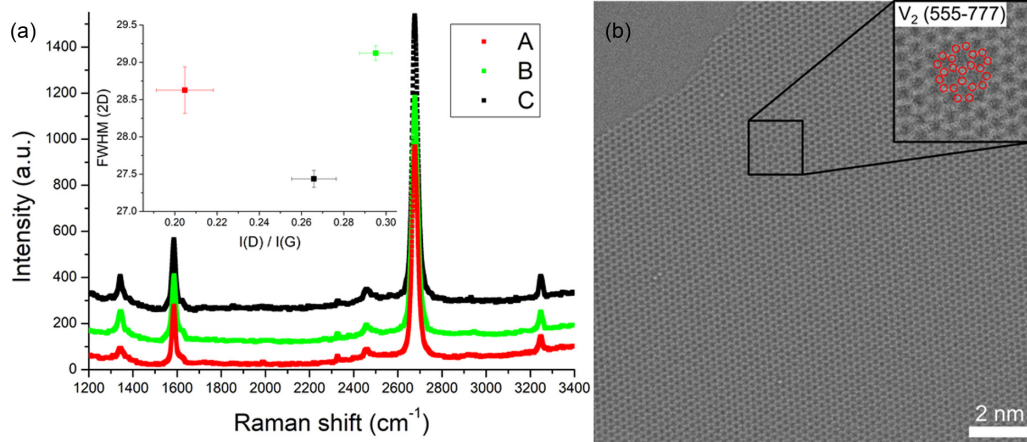 (a)
Intensity (a.u.)
1400
1200
1000
800
600
400
200
0
1200 1400 1600 1800 2000 2200 2400 2600 2800 3000 3200 3400
Raman shift (cm⁻¹)
29.5
29.0
28.5
28.0
27.5
27.0
FWHM (2D)
0.20 0.22 0.24 0.26 0.28 0.30
I(D) / I(G)
A
B
C
(b)
V₂ (555-777)
2 nm